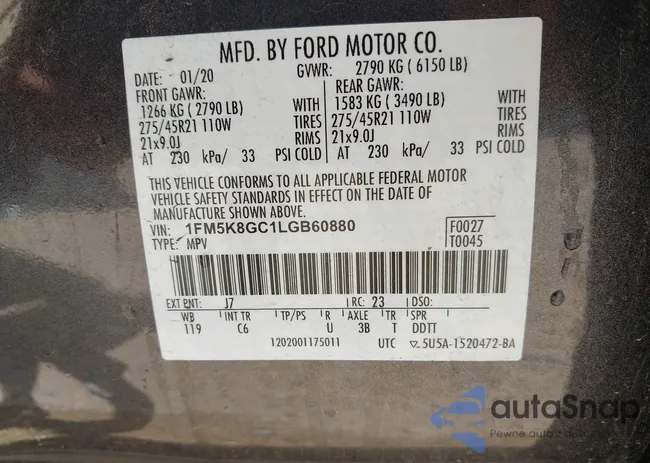 MFD. BY FORD MOTOR CO.
DATE: 01/20 GVWR: 2790 KG ( 6150 LB)
FRONT GAWR: REAR GAWR:
1266 KG ( 2790 LB) WITH 1583 KG ( 3490 LB) WITH
275/45R21 110W TIRES 275/45R21 110W TIRES
21x9.0J RIMS 21x9.0J RIMS
AT 230 kPa/ 33 PSI COLD AT 230 kPa/ 33 PSI COLD
THIS VEHICLE CONFORMS TO ALL APPLICABLE FEDERAL MOTOR
VEHICLE SAFETY STANDARDS IN EFFECT ON THE DATE OF
MANUFACTURE SHOWN ABOVE.
VIN: 1FM5K8GC1LGB60880 F0027
TYPE: MPV T0045
EXT PNT: J7 RC: 23 DSO:
WB INT TR TP/PS R AXLE TR SPR
119 C6 U 3B T DDTT
1202001175011 UTC ▽5U5A-1520472-BA
autoSnap
Pewne auto z aukcji